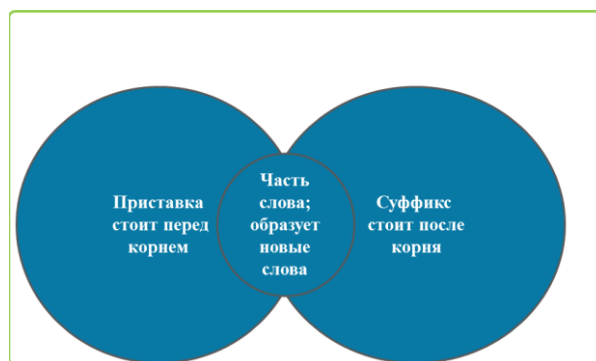 Приставка
стоит перед
корнем
Часть
слова;
образует
новые
слова
Суффикс
стоит после
корня